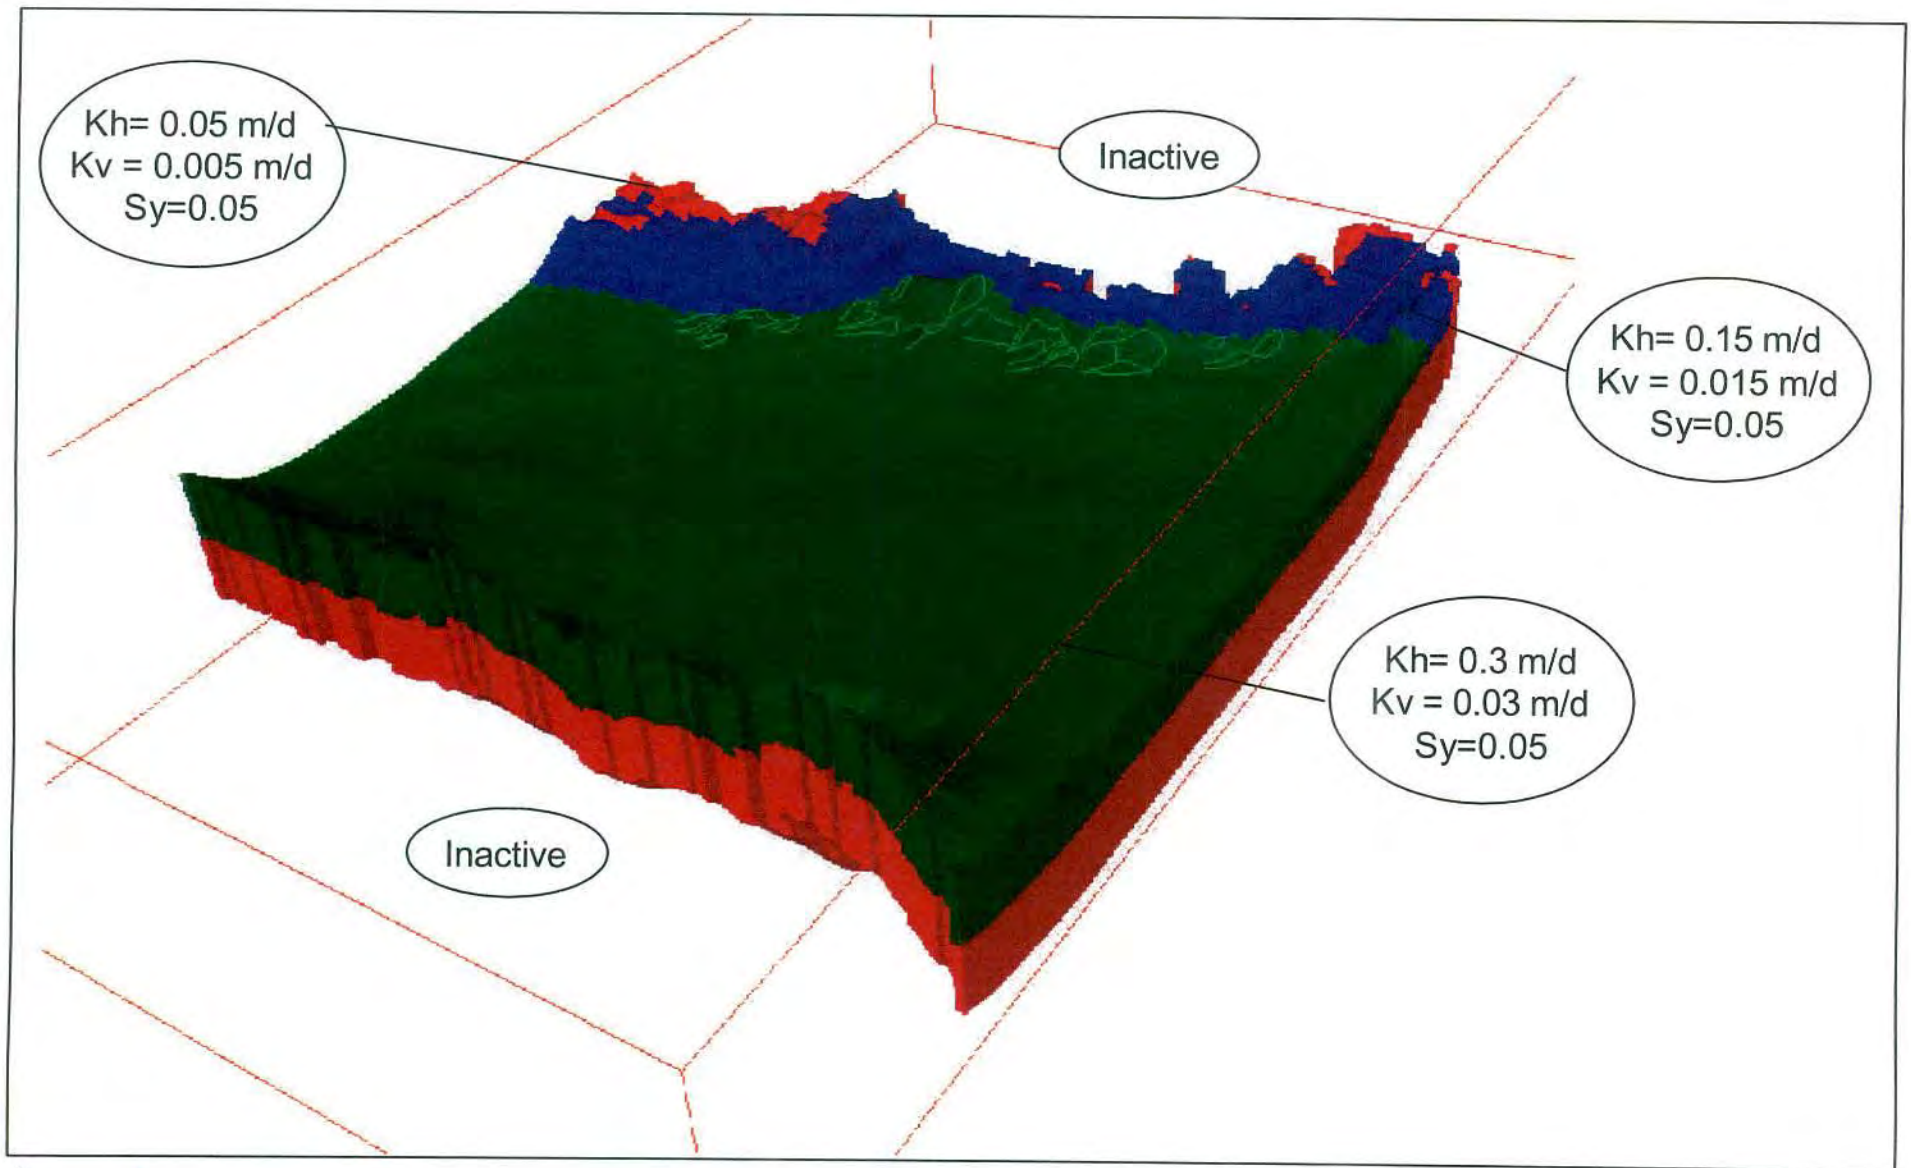 Kh= 0.05 m/d
Kv = 0.005 m/d
Sy=0.05
Inactive
Kh= 0.15 m/d
Kv = 0.015 m/d
Sy=0.05
Kh= 0.3 m/d
Kv = 0.03 m/d
Sy=0.05
Inactive